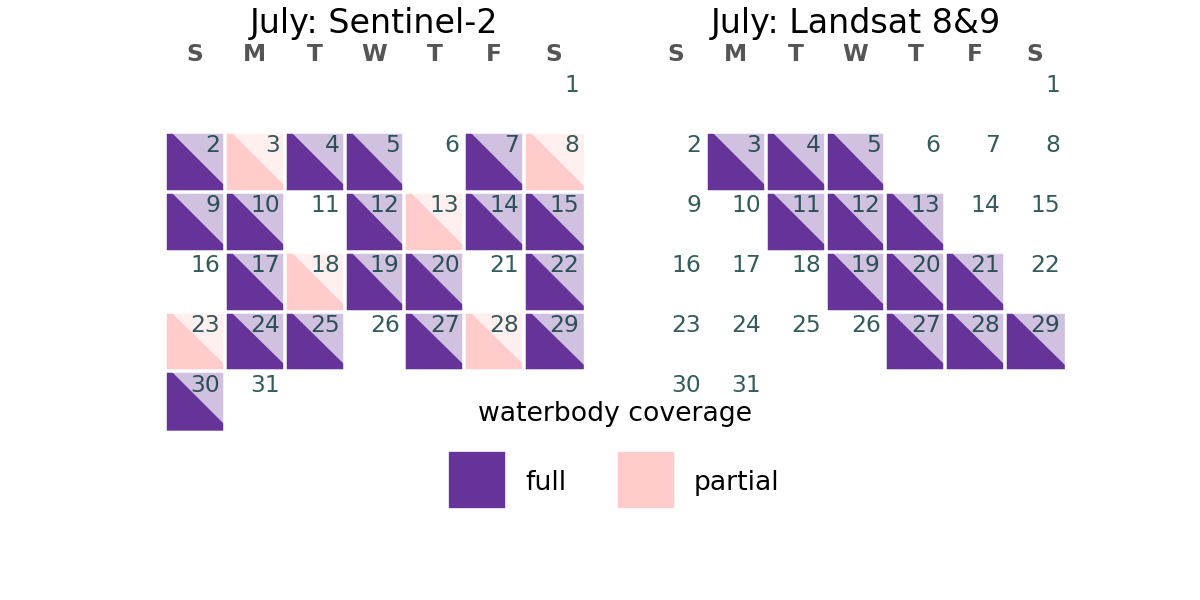 July: Sentinel-2
S M T W T F S
1
2 3 4 5 6 7 8
9 10 11 12 13 14 15
16 17 18 19 20 21 22
23 24 25 26 27 28 29
30 31
July: Landsat 8&9
S M T W T F S
1
2 3 4 5 6 7 8
9 10 11 12 13 14 15
16 17 18 19 20 21 22
23 24 25 26 27 28 29
30 31
waterbody coverage
full partial